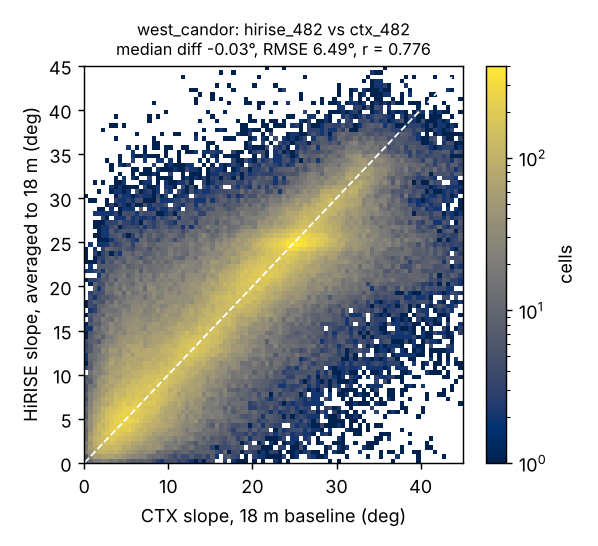 west_candor: hirise_482 vs ctx_482
median diff -0.03°, RMSE 6.49°, r = 0.776
45
40
35
30
25
20
15
10
5
0
HiRISE slope, averaged to 18 m (deg)
0 10 20 30 40
CTX slope, 18 m baseline (deg)
10²
10¹
10⁰
cells